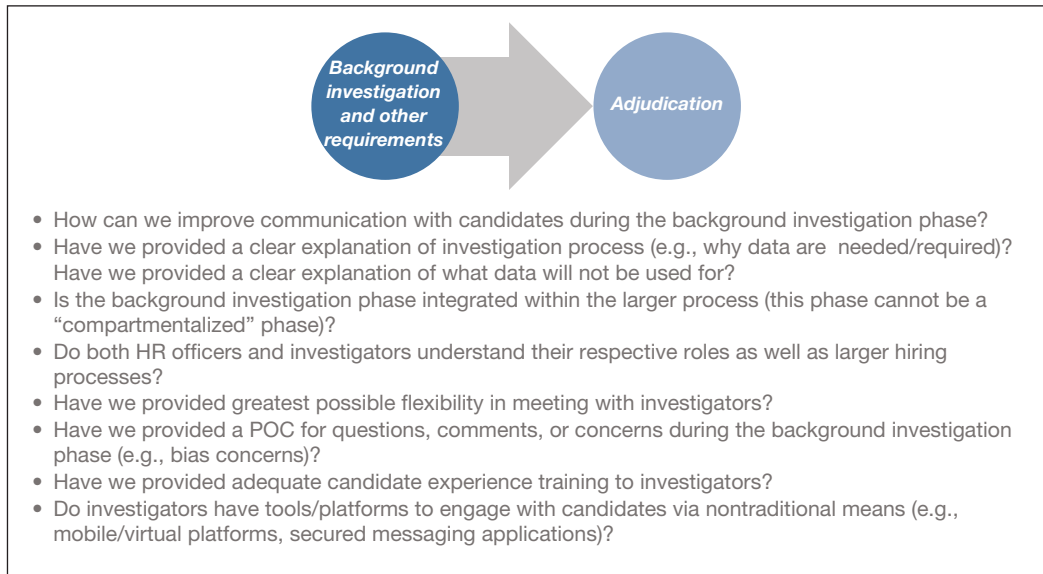 Background
investigation
and other
requirements
Adjudication
• How can we improve communication with candidates during the background investigation phase?
• Have we provided a clear explanation of investigation process (e.g., why data are needed/required)?
Have we provided a clear explanation of what data will not be used for?
• Is the background investigation phase integrated within the larger process (this phase cannot be a
“compartmentalized” phase)?
• Do both HR officers and investigators understand their respective roles as well as larger hiring
processes?
• Have we provided greatest possible flexibility in meeting with investigators?
• Have we provided a POC for questions, comments, or concerns during the background investigation
phase (e.g., bias concerns)?
• Have we provided adequate candidate experience training to investigators?
• Do investigators have tools/platforms to engage with candidates via nontraditional means (e.g.,
mobile/virtual platforms, secured messaging applications)?